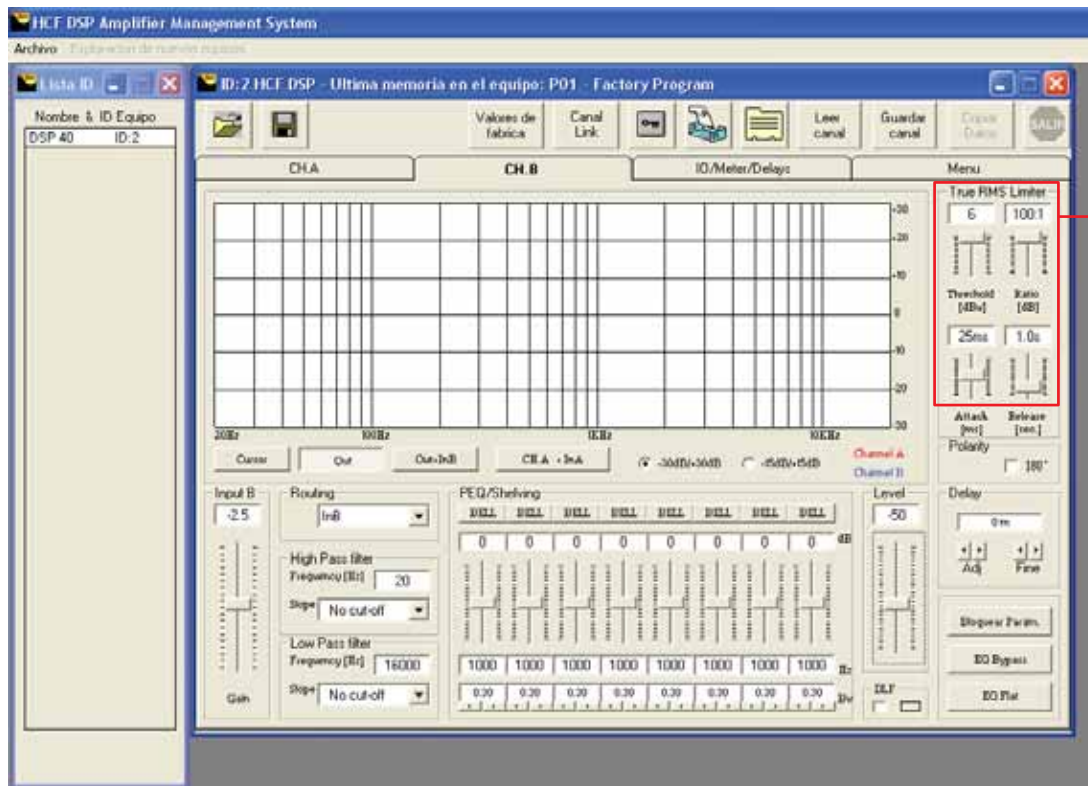 HCF DSP Amplifier Management System
Archivo
Lista ID
Nombre & ID Equipo
DSP 40 ID:2
ID:2 HCF DSP - Ultima memoria en el equipo: P01 - Factory Program
Valores de fabrica
Canal Link
Leer canal
Guardar canal
Copiar Datos
SALIR
CH.A
CH.B
IO/Meter/Delays
Menu
+30
+20
+10
0
-10
-20
-30
20Hz 100Hz 1KHz 10KHz
Cursor
Out
Out+InB
CH.A + InA
-30dB/+30dB
-15dB/+15dB
Channel A
Channel B
True RMS Limiter
6 100:1
Threshold [dBu]
Ratio [dB]
25ms 1.0s
Attack [ms]
Release [sec.]
Polarity
180°
Input B
-2.5
Gain
Routing
InB
High Pass filter
Frequency [Hz] 20
Slope No cut-off
Low Pass filter
Frequency [Hz] 16000
Slope No cut-off
PEQ/Shelving
BELL BELL BELL BELL BELL BELL BELL BELL
0 0 0 0 0 0 0 0 dB
1000 1000 1000 1000 1000 1000 1000 1000 Hz
0.30 0.30 0.30 0.30 0.30 0.30 0.30 0.30 Bw
Level
-50
DLF
Delay
0 m
Adj Fine
Bloquear Param.
EQ Bypass
EQ Flat